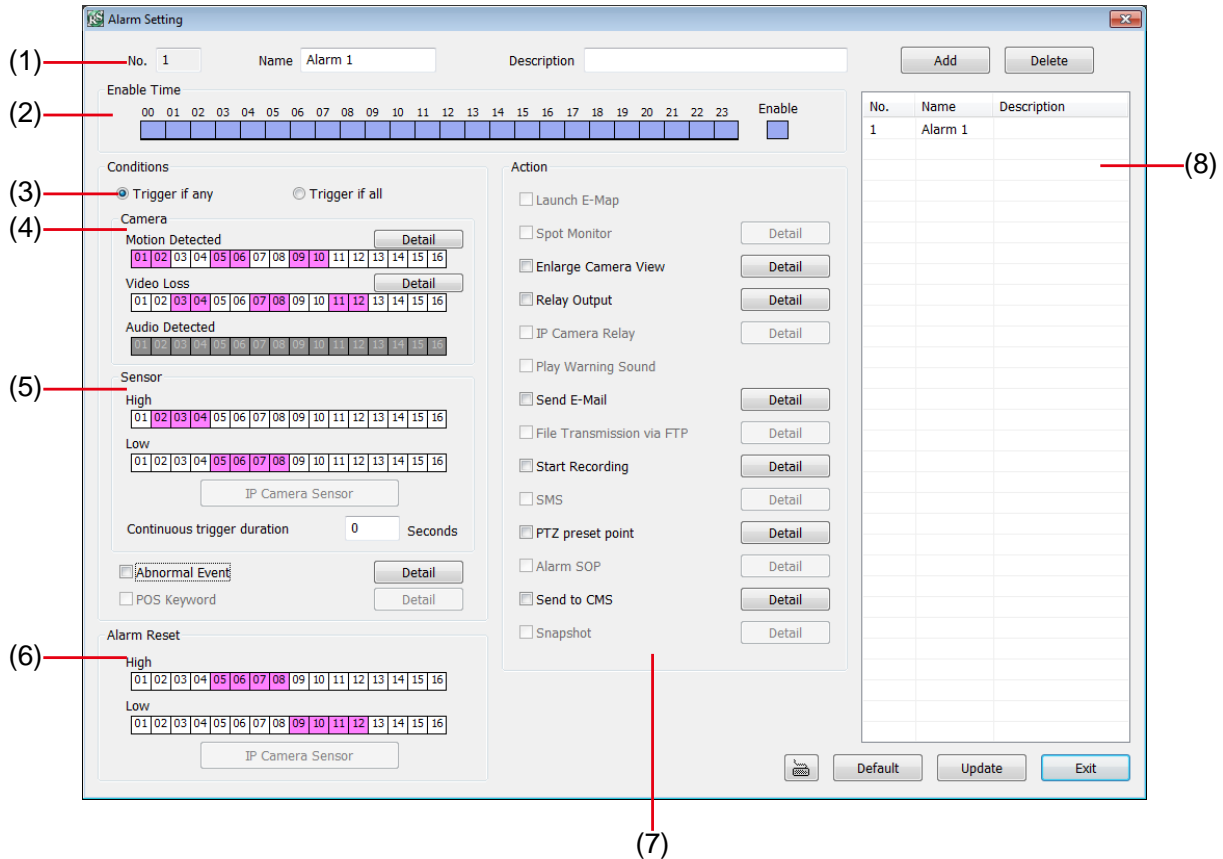 Alarm Setting
(1) No. 1 Name Alarm 1 Description Add Delete
Enable Time
(2) 00 01 02 03 04 05 06 07 08 09 10 11 12 13 14 15 16 17 18 19 20 21 22 23 Enable
Conditions
(3) Trigger if any Trigger if all
Camera
(4)
Motion Detected Detail
01 02 03 04 05 06 07 08 09 10 11 12 13 14 15 16
Video Loss Detail
01 02 03 04 05 06 07 08 09 10 11 12 13 14 15 16
Audio Detected
01 02 03 04 05 06 07 08 09 10 11 12 13 14 15 16
Sensor
(5)
High
01 02 03 04 05 06 07 08 09 10 11 12 13 14 15 16
Low
01 02 03 04 05 06 07 08 09 10 11 12 13 14 15 16
IP Camera Sensor
Continuous trigger duration 0 Seconds
Abnormal Event Detail
POS Keyword Detail
Alarm Reset
(6)
High
01 02 03 04 05 06 07 08 09 10 11 12 13 14 15 16
Low
01 02 03 04 05 06 07 08 09 10 11 12 13 14 15 16
IP Camera Sensor
Action
Launch E-Map
Spot Monitor Detail
Enlarge Camera View Detail
Relay Output Detail
IP Camera Relay Detail
Play Warning Sound
Send E-Mail Detail
File Transmission via FTP Detail
Start Recording Detail
SMS Detail
PTZ preset point Detail
Alarm SOP Detail
Send to CMS Detail
Snapshot Detail
(7)
No. Name Description
1 Alarm 1
(8)
Default Update Exit